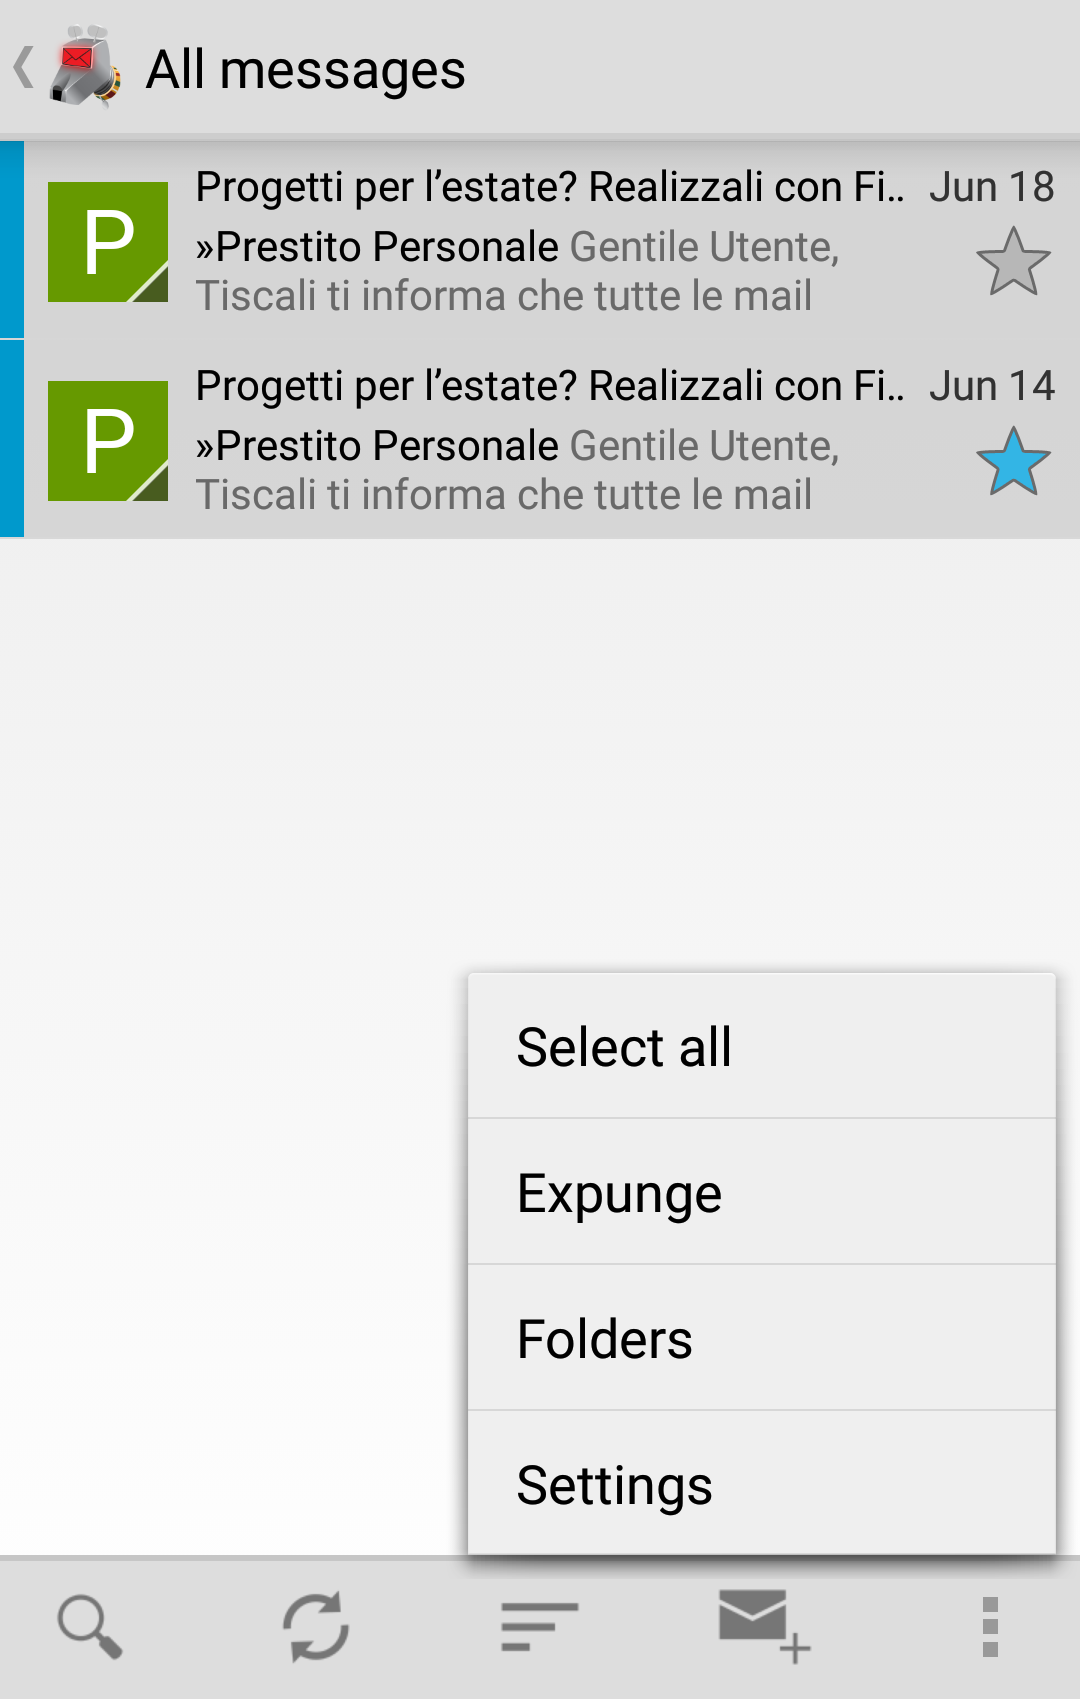 All messages
P
Progetti per l’estate? Realizzali con Fi.. Jun 18
»Prestito Personale Gentile Utente,
Tiscali ti informa che tutte le mail
P
Progetti per l’estate? Realizzali con Fi.. Jun 14
»Prestito Personale Gentile Utente,
Tiscali ti informa che tutte le mail
Select all
Expunge
Folders
Settings